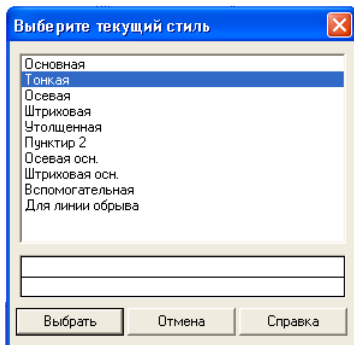 Выберите текущий стиль
Основная
Тонкая
Осевая
Штриховая
Утолщенная
Пунктир 2
Осевая осн.
Штриховая осн.
Вспомогательная
Для линии обрыва
Выбрать Отмена Справка